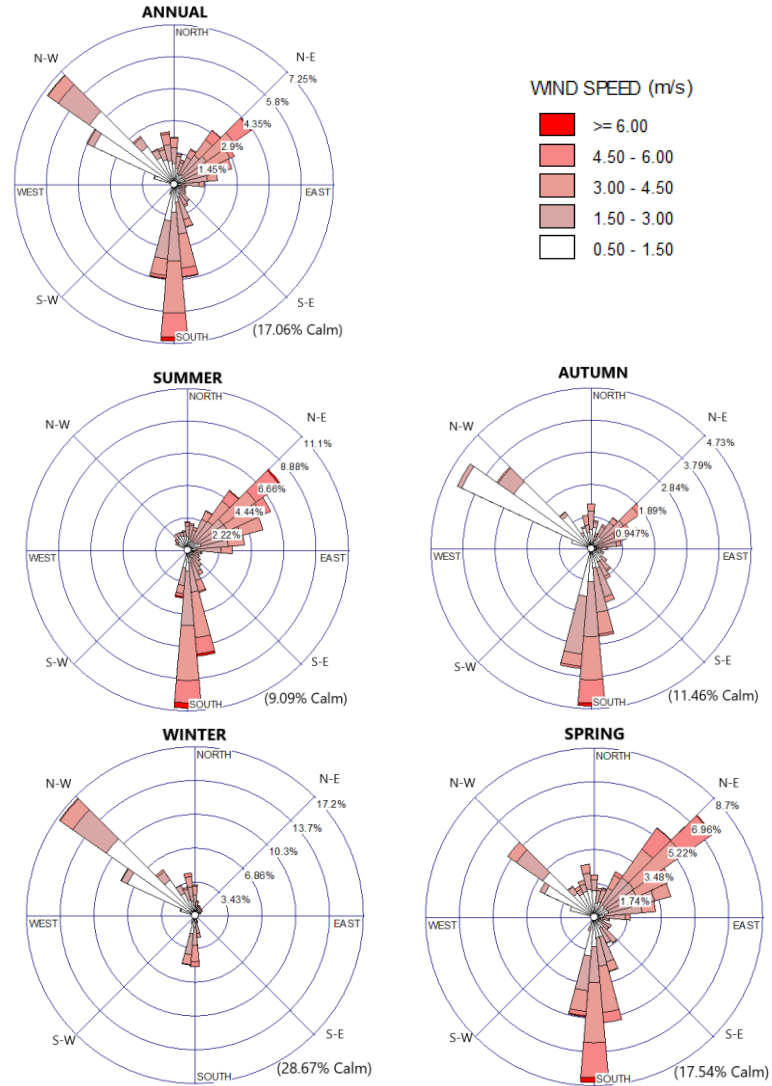 ANNUAL
NORTH
N-W
N-E
7.25%
5.8%
4.35%
2.9%
1.45%
WEST
EAST
S-W
S-E
SOUTH
(17.06% Calm)
WIND SPEED (m/s)
>= 6.00
4.50 - 6.00
3.00 - 4.50
1.50 - 3.00
0.50 - 1.50
SUMMER
NORTH
N-W
N-E
11.1%
8.88%
6.66%
4.44%
2.22%
WEST
EAST
S-W
S-E
SOUTH
(9.09% Calm)
AUTUMN
NORTH
N-W
N-E
4.73%
3.79%
2.84%
1.89%
0.947%
WEST
EAST
S-W
S-E
SOUTH
(11.46% Calm)
WINTER
NORTH
N-W
N-E
17.2%
13.7%
10.3%
6.86%
3.43%
WEST
EAST
S-W
S-E
SOUTH
(28.67% Calm)
SPRING
NORTH
N-W
N-E
8.7%
6.96%
5.22%
3.48%
1.74%
WEST
EAST
S-W
S-E
SOUTH
(17.54% Calm)